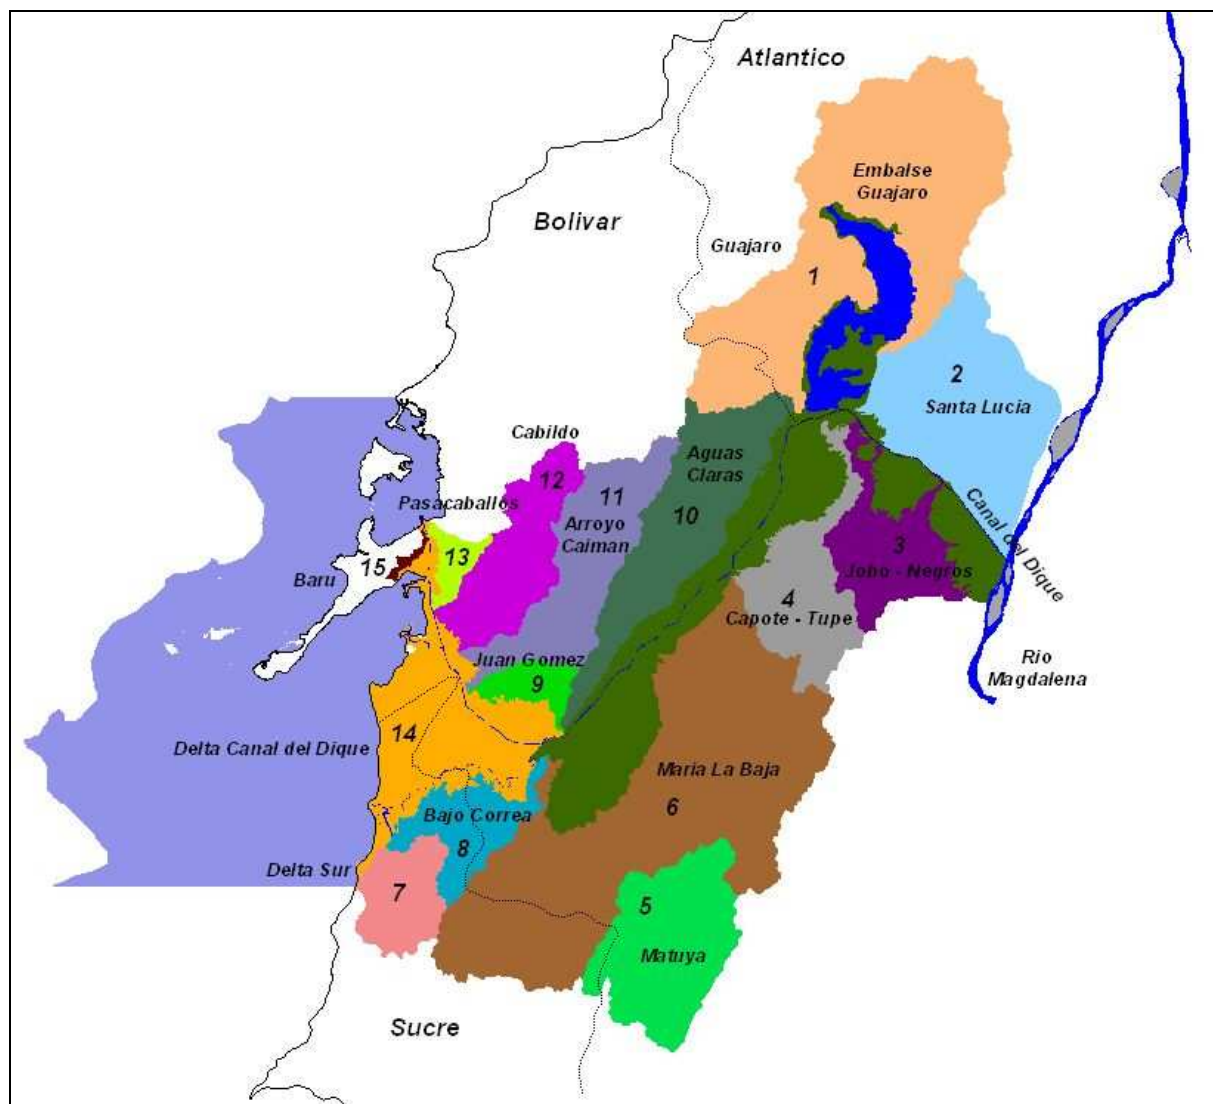 Atlantico
Embalse
Guajaro
Bolivar
Guajaro
1
2
Santa Lucia
Cabildo
12
11
Aguas
Claras
Pasacaballos
10
Arroyo
Caiman
13
15
Baru
3
Jobo - Negros
Canal del Dique
4
Capote - Tupe
Juan Gomez
9
Rio
Magdalena
14
Delta Canal del Dique
Maria La Baja
6
Bajo Correa
8
Delta Sur
7
5
Matuya
Sucre